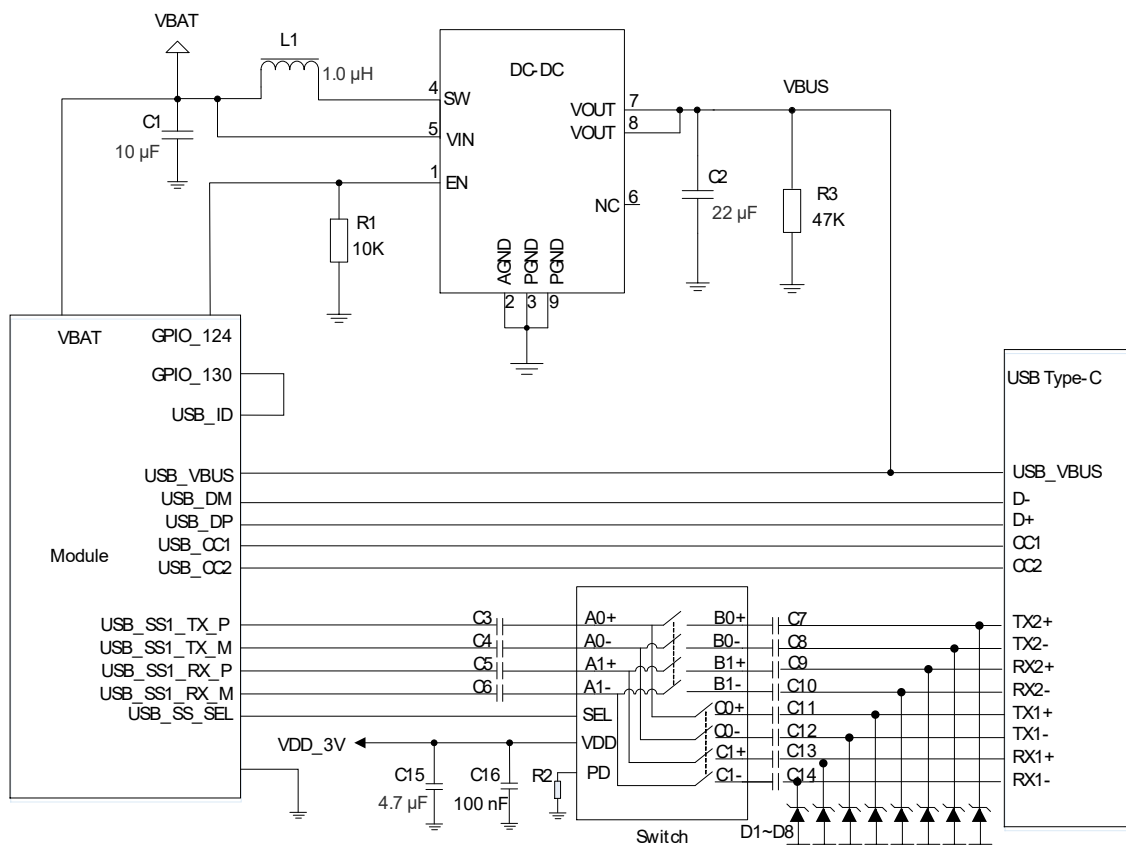 VBAT
L1
1.0 µH
C1
10 µF
DC-DC
4
SW
5
VIN
1
EN
VOUT
7
VOUT
8
NC
6
AGND
PGND
PGND
2
3
9
VBUS
C2
22 µF
R3
47K
R1
10K
VBAT
GPIO_124
GPIO_130
USB_ID
USB Type-C
USB_VBUS
USB_VBUS
USB_DM
D-
USB_DP
D+
Module
USB_CC1
CC1
USB_CC2
CC2
USB_SS1_TX_P
C3
A0+
B0+
C7
TX2+
USB_SS1_TX_M
C4
A0-
B0-
C8
TX2-
USB_SS1_RX_P
C5
A1+
B1+
C9
RX2+
USB_SS1_RX_M
C6
A1-
B1-
C10
RX2-
USB_SS_SEL
SEL
C0+
C11
TX1+
VDD_3V
VDD
C0-
C12
TX1-
C15
4.7 µF
C16
100 nF
R2
PD
C1+
C13
RX1+
C1-
C14
RX1-
Switch
D1~D8